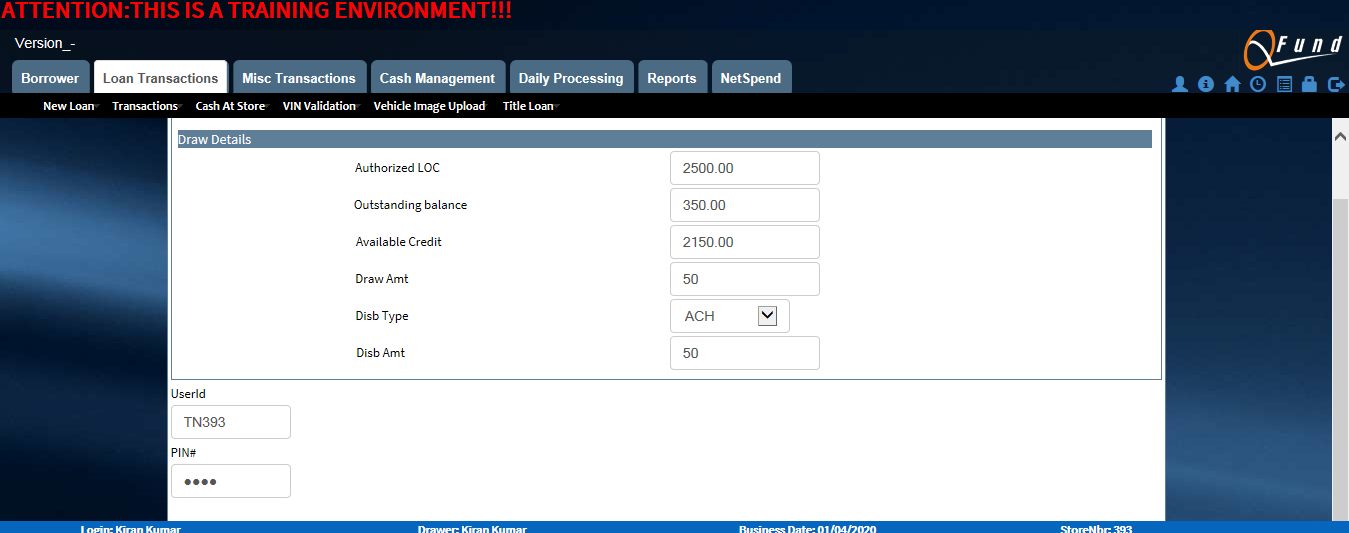 ATTENTION:THIS IS A TRAINING ENVIRONMENT!!!
Version_-
QFund
Borrower Loan Transactions Misc Transactions Cash Management Daily Processing Reports NetSpend
New Loan Transactions Cash At Store VIN Validation Vehicle Image Upload Title Loan
Draw Details
Authorized LOC 2500.00
Outstanding balance 350.00
Available Credit 2150.00
Draw Amt 50
Disb Type ACH
Disb Amt 50
UserId
TN393
PIN#
••••
Login: Kiran Kumar Drawer: Kiran Kumar Business Date: 01/04/2020 StoreNbr: 393